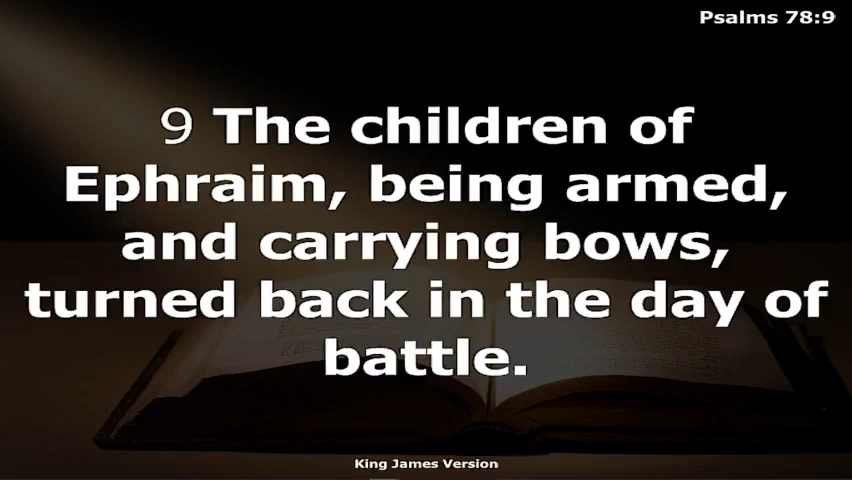 Psalms 78:9
9 The children of
Ephraim, being armed,
and carrying bows,
turned back in the day of
battle.
King James Version